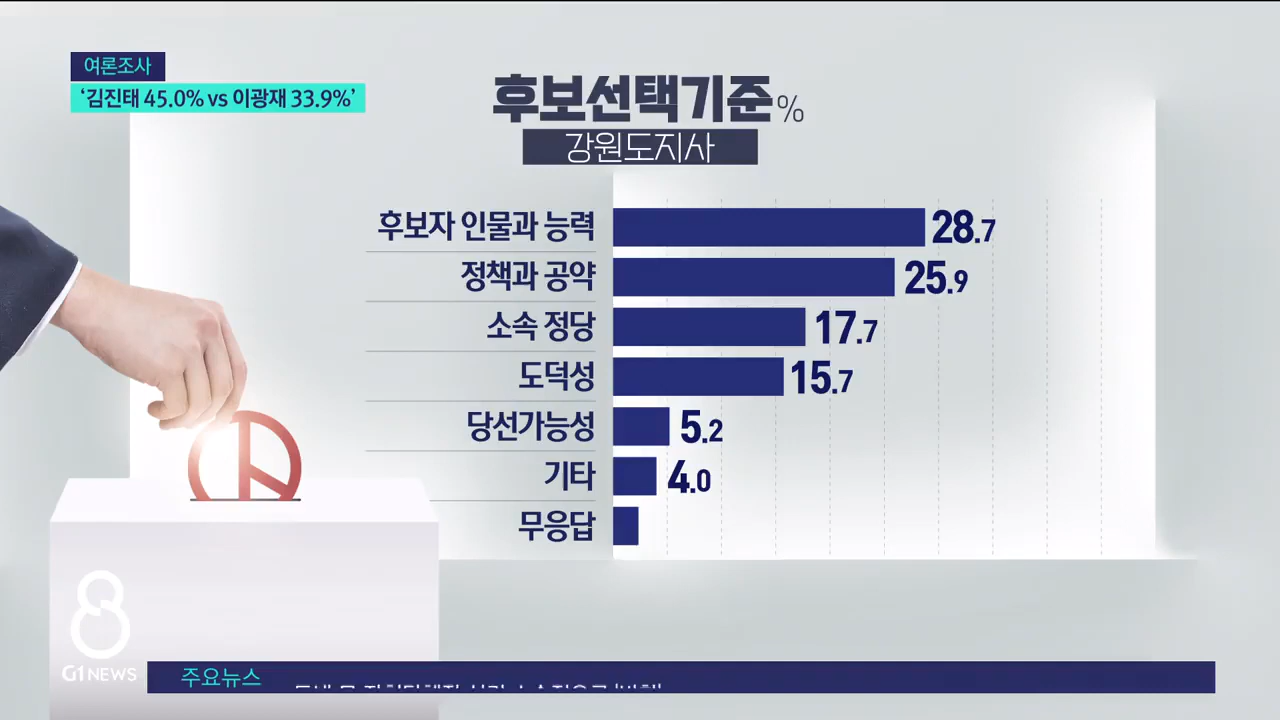 여론조사
‘김진태 45.0% vs 이광재 33.9%’
후보선택기준%
강원도지사
후보자 인물과 능력 28.7
정책과 공약 25.9
소속 정당 17.7
도덕성 15.7
당선가능성 5.2
기타 4.0
무응답
8
G1 NEWS
주요뉴스